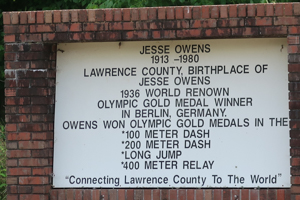 JESSE OWENS
1913 -1980
LAWRENCE COUNTY, BIRTHPLACE OF
JESSE OWENS
1936 WORLD RENOWN
OLYMPIC GOLD MEDAL WINNER
IN BERLIN, GERMANY.
OWENS WON OLYMPIC GOLD MEDALS IN THE
*100 METER DASH
*200 METER DASH
*LONG JUMP
*400 METER RELAY
"Connecting Lawrence County To The World"